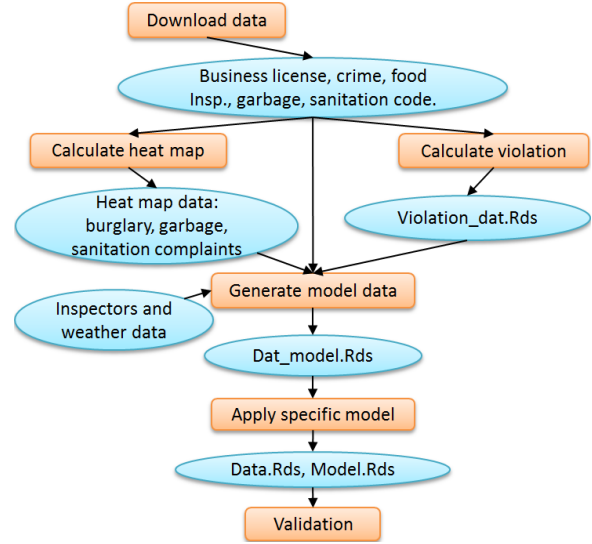 Download data
Business license, crime, food
Insp., garbage, sanitation code.
Calculate heat map
Calculate violation
Heat map data:
burglary, garbage,
sanitation complaints
Violation_dat.Rds
Generate model data
Inspectors and
weather data
Dat_model.Rds
Apply specific model
Data.Rds, Model.Rds
Validation